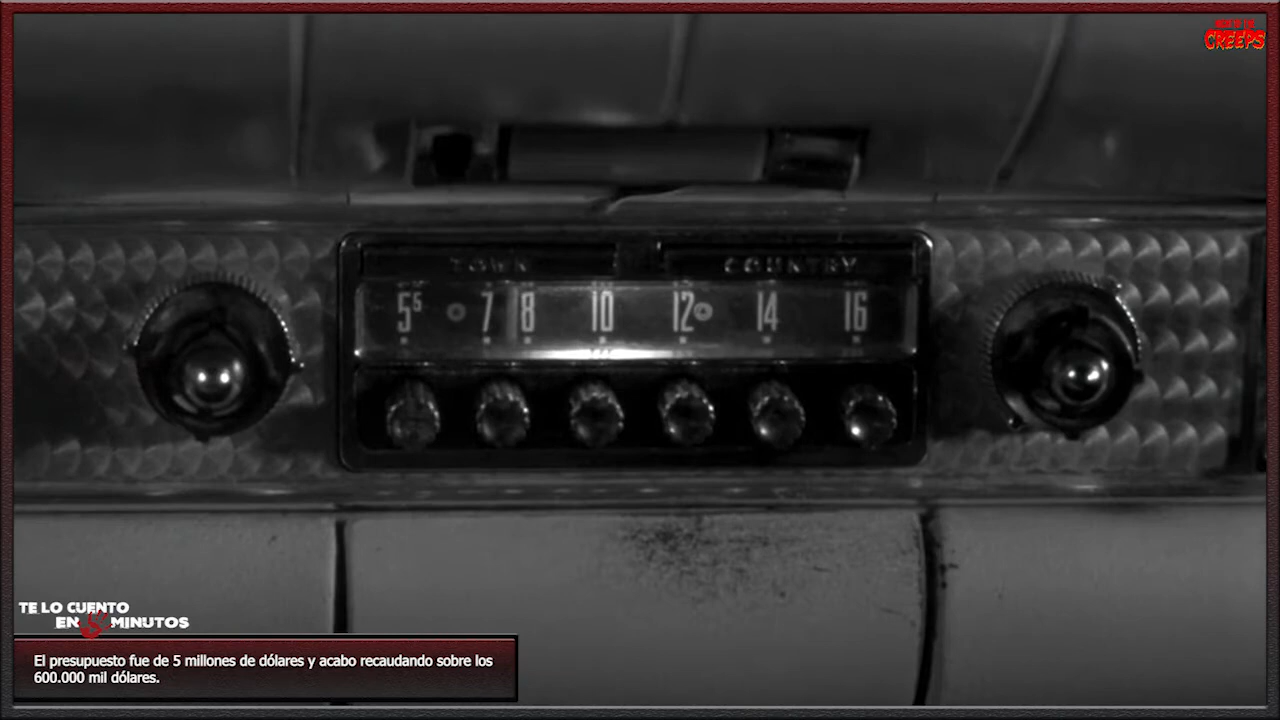 CREEPS
TOWN COUNTRY
5⁵ 7 8 10 12 14 16
TE LO CUENTO
EN 5 MINUTOS
El presupuesto fue de 5 millones de dólares y acabo recaudando sobre los
600.000 mil dólares.